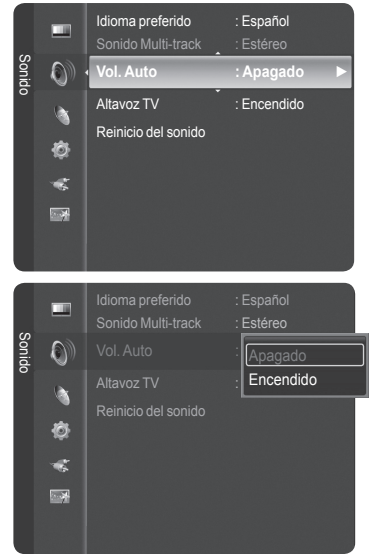 Sonido
Idioma preferido : Español
Sonido Multi-track : Estéreo
Vol. Auto : Apagado
Altavoz TV : Encendido
Reinicio del sonido
Sonido
Idioma preferido : Español
Sonido Multi-track : Estéreo
Vol. Auto : Apagado
Altavoz TV : Encendido
Reinicio del sonido